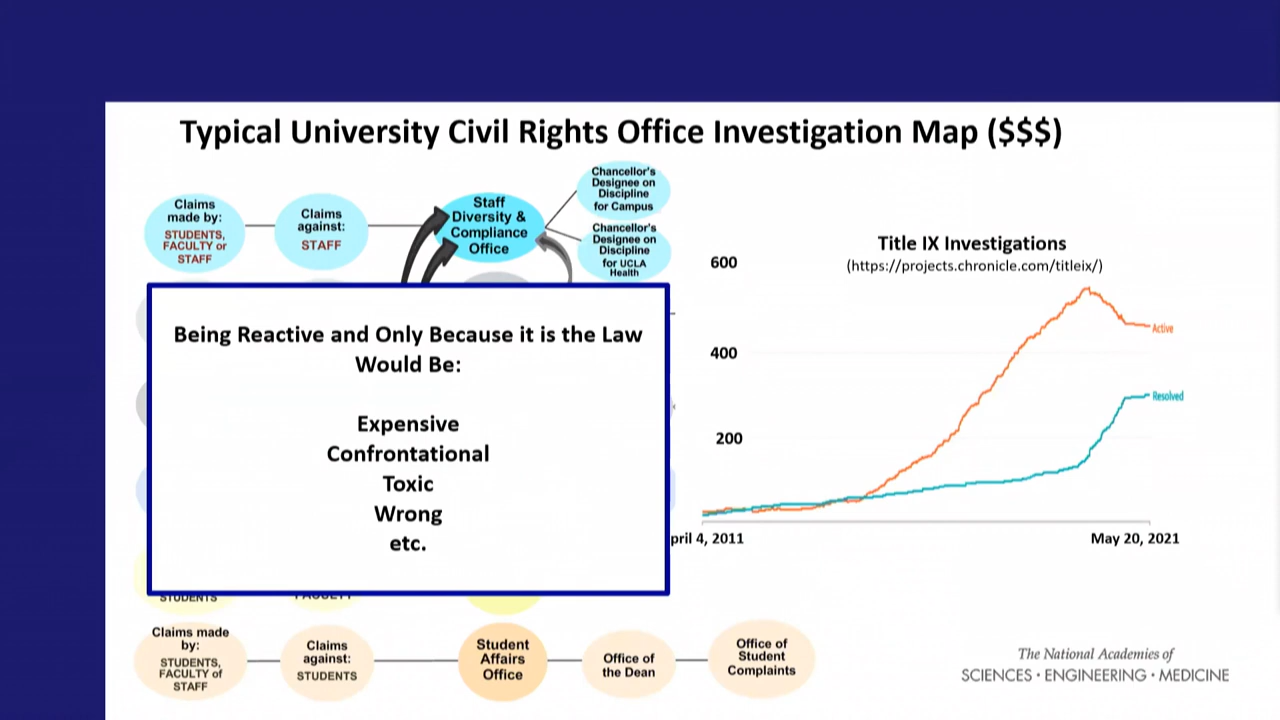 Typical University Civil Rights Office Investigation Map ($$$)
Claims
made by:
STUDENTS,
FACULTY or
STAFF
Claims
against:
STAFF
Staff
Diversity &
Compliance
Office
Chancellor's
Designee on
Discipline
for Campus
Chancellor's
Designee on
Discipline
for UCLA
Health
Being Reactive and Only Because it is the Law
Would Be:
Expensive
Confrontational
Toxic
Wrong
etc.
Title IX Investigations
(https://projects.chronicle.com/titleix/)
600
400
200
Active
Resolved
pril 4, 2011
May 20, 2021
STUDENTS
FACULTY
Claims made
by:
STUDENTS,
FACULTY of
STAFF
Claims
against:
STUDENTS
Student
Affairs
Office
Office of
the Dean
Office of
Student
Complaints
The National Academies of
SCIENCES · ENGINEERING · MEDICINE